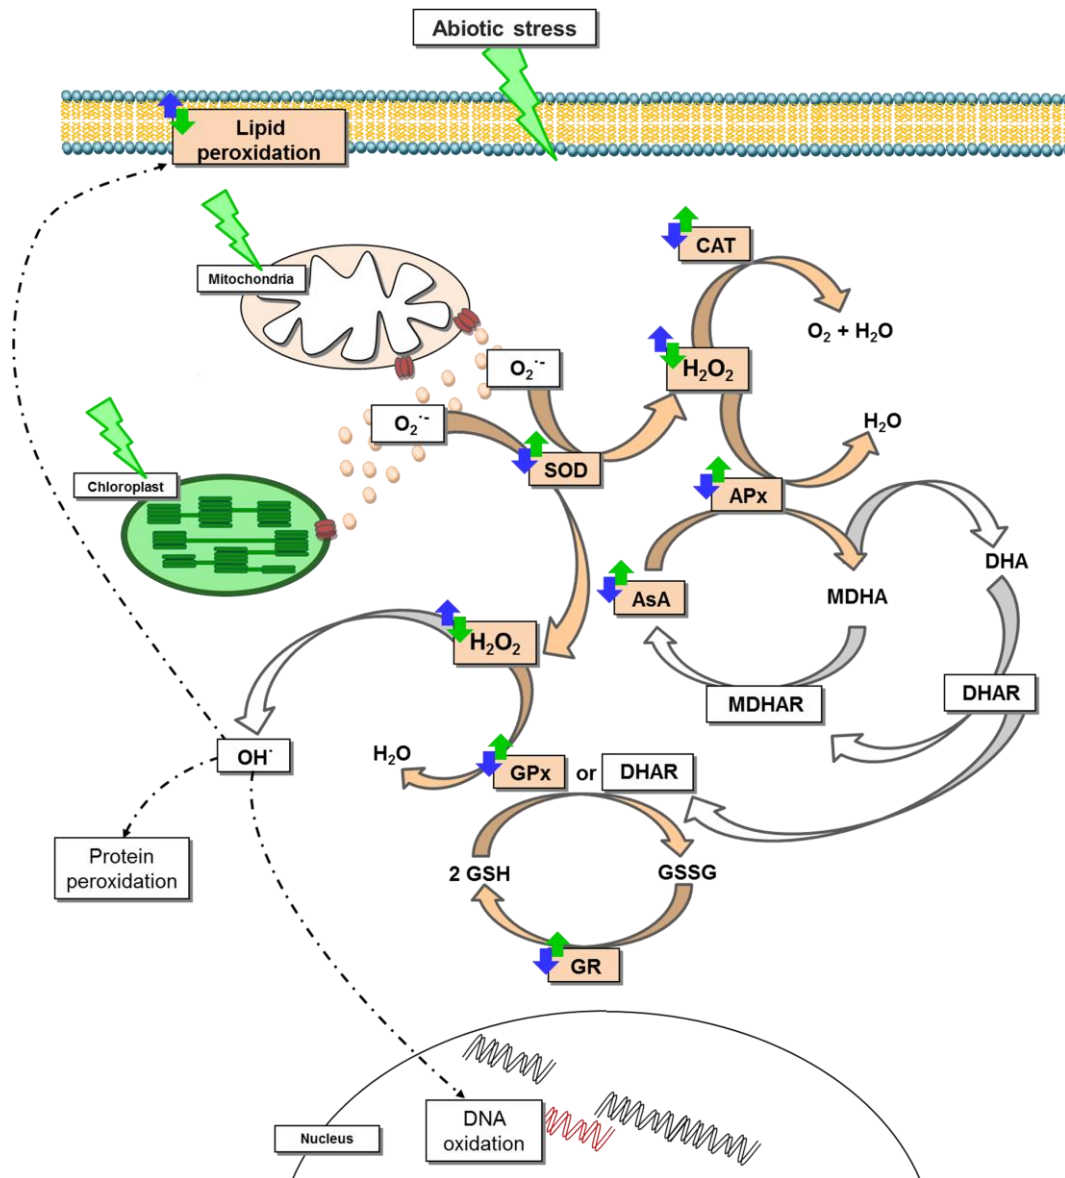 Abiotic stress
Lipid
peroxidation
CAT
Mitochondria
O₂ + H₂O
H₂O₂
O₂˙⁻
O₂˙⁻
H₂O
SOD
Chloroplast
APx
DHA
AsA
MDHA
H₂O₂
MDHAR
DHAR
OH˙
H₂O
GPx or DHAR
Protein
peroxidation
2 GSH
GSSG
GR
DNA
oxidation
Nucleus